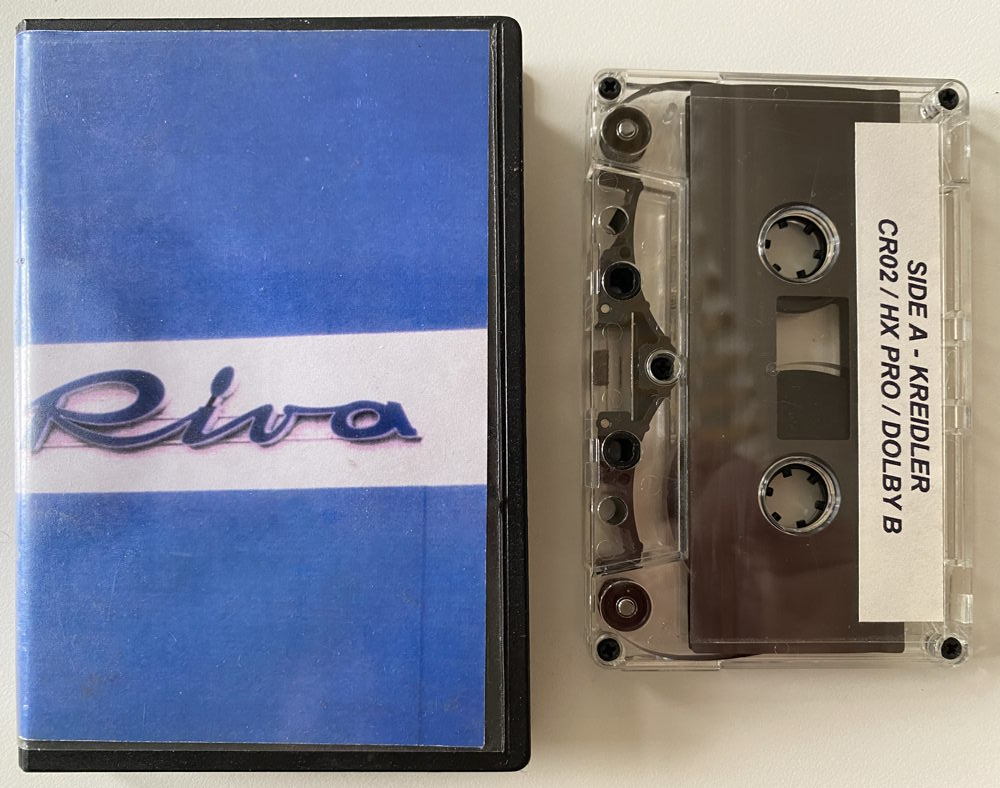 Riva
SIDE A - KREIDLER
CR02 / HX PRO / DOLBY B